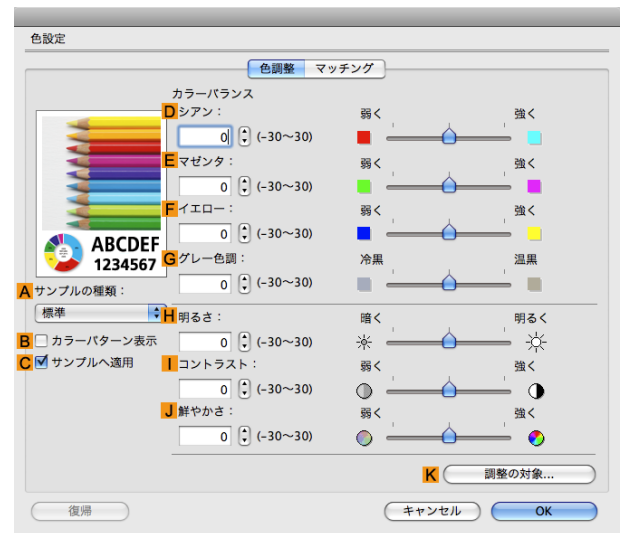 色設定
色調整 マッチング
カラーバランス
D シアン：
弱く 強く
0 (-30～30)
E マゼンタ：
弱く 強く
0 (-30～30)
F イエロー：
弱く 強く
0 (-30～30)
ABCDEF
1234567
G グレー色調：
冷黒 温黒
0 (-30～30)
A サンプルの種類：
標準
H 明るさ：
暗く 明るく
0 (-30～30)
B カラーパターン表示
C サンプルへ適用
I コントラスト：
弱く 強く
0 (-30～30)
J 鮮やかさ：
弱く 強く
0 (-30～30)
K 調整の対象...
復帰 キャンセル OK